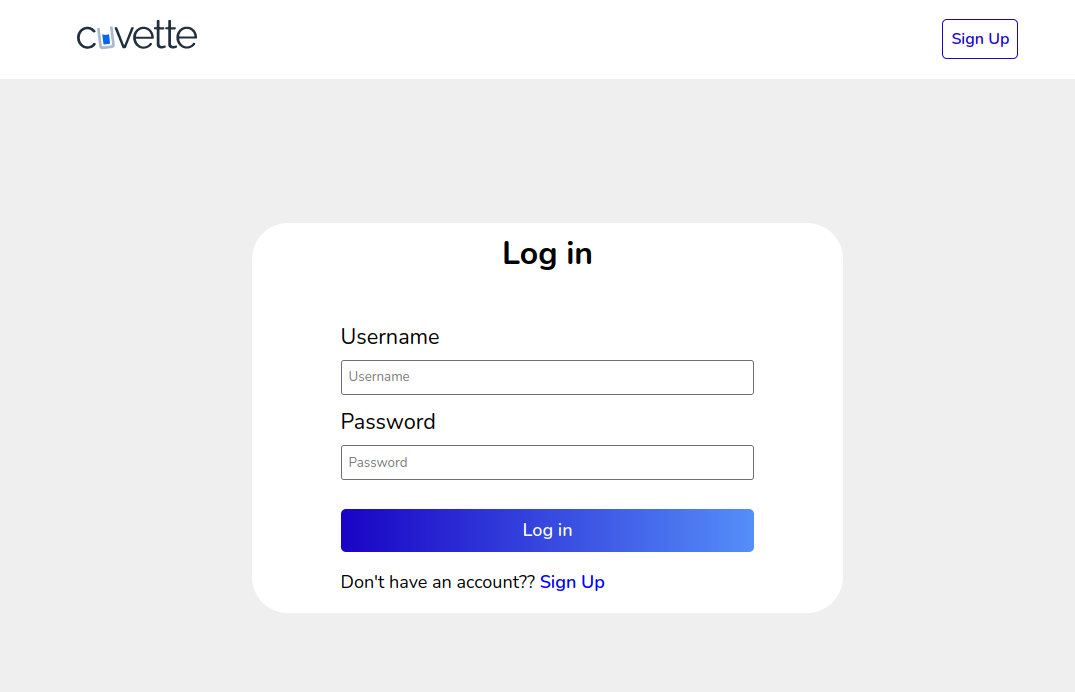 cuvette
Sign Up
Log in
Username
Username
Password
Password
Log in
Don't have an account?? Sign Up